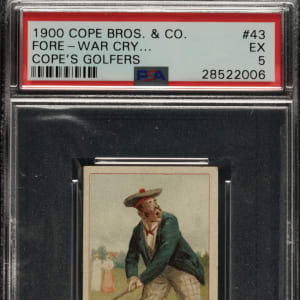 1900 COPE BROS. & CO. #43
FORE-WAR CRY... EX
COPE'S GOLFERS 5
PSA 28522006